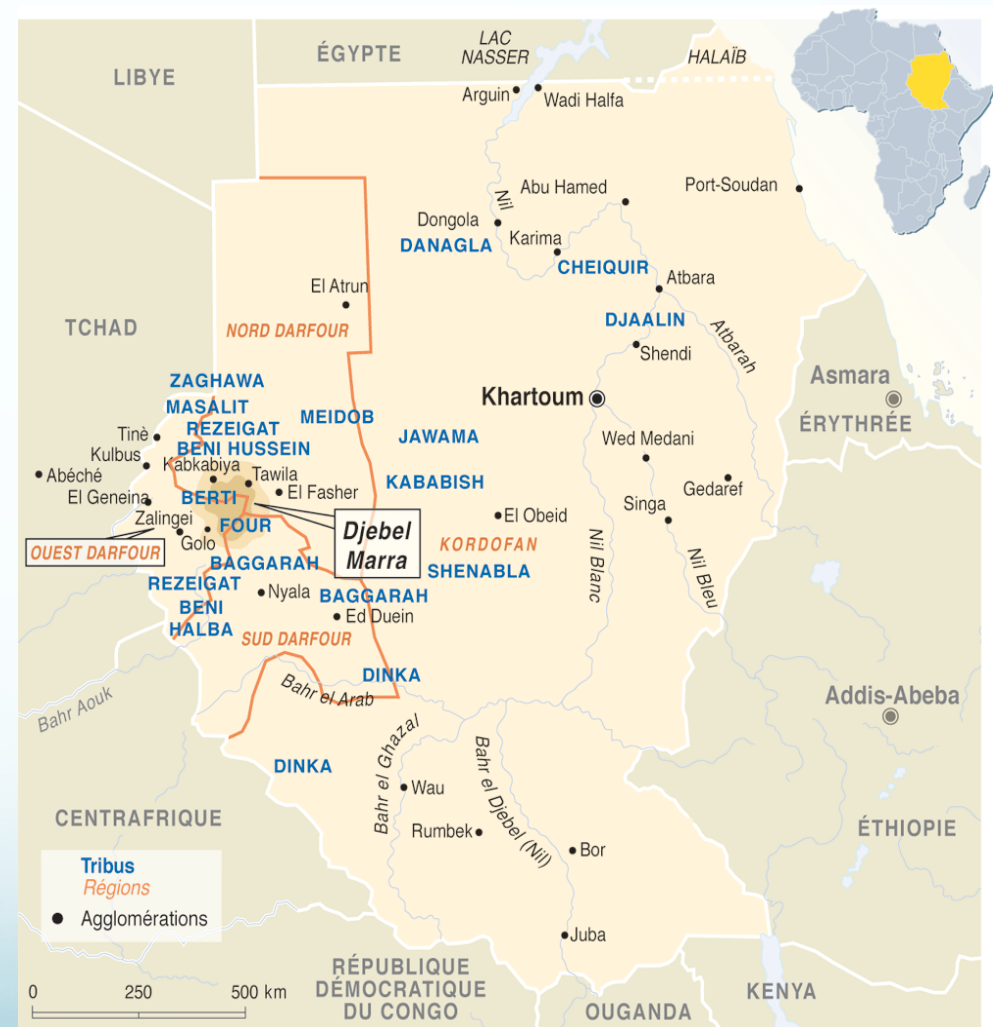 LAC
NASSER
ÉGYPTE
HALAÏB
LIBYE
Arguin
Wadi Halfa
Nil
Abu Hamed
Port-Soudan
Dongola
DANAGLA
Karima
CHEIQUIR
El Atrun
Atbara
TCHAD
NORD DARFOUR
DJAALIN
Atbarah
Shendi
ZAGHAWA
Asmara
Khartoum
MASALIT
MEIDOB
ÉRYTHRÉE
REZEIGAT
Tinè
JAWAMA
Wed Medani
BENI HUSSEIN
Kulbus
Kabkabiya
Tawila
Abéché
KABABISH
Gedaref
El Geneina
BERTI
El Fasher
Singa
Zalingei
FOUR
El Obeid
Djebel
Marra
Golo
OUEST DARFOUR
KORDOFAN
Nil Blanc
Nil Bleu
BAGGARAH
SHENABLA
REZEIGAT
Nyala
BAGGARAH
BENI
HALBA
Ed Duein
SUD DARFOUR
DINKA
Bahr el Arab
Addis-Abeba
Bahr Aouk
Bahr el Ghazal
Bahr el Djebel (Nil)
DINKA
Wau
CENTRAFRIQUE
Rumbek
ÉTHIOPIE
Bor
Tribus
Régions
Agglomérations
Juba
RÉPUBLIQUE
DÉMOCRATIQUE
DU CONGO
KENYA
OUGANDA
0 250 500 km